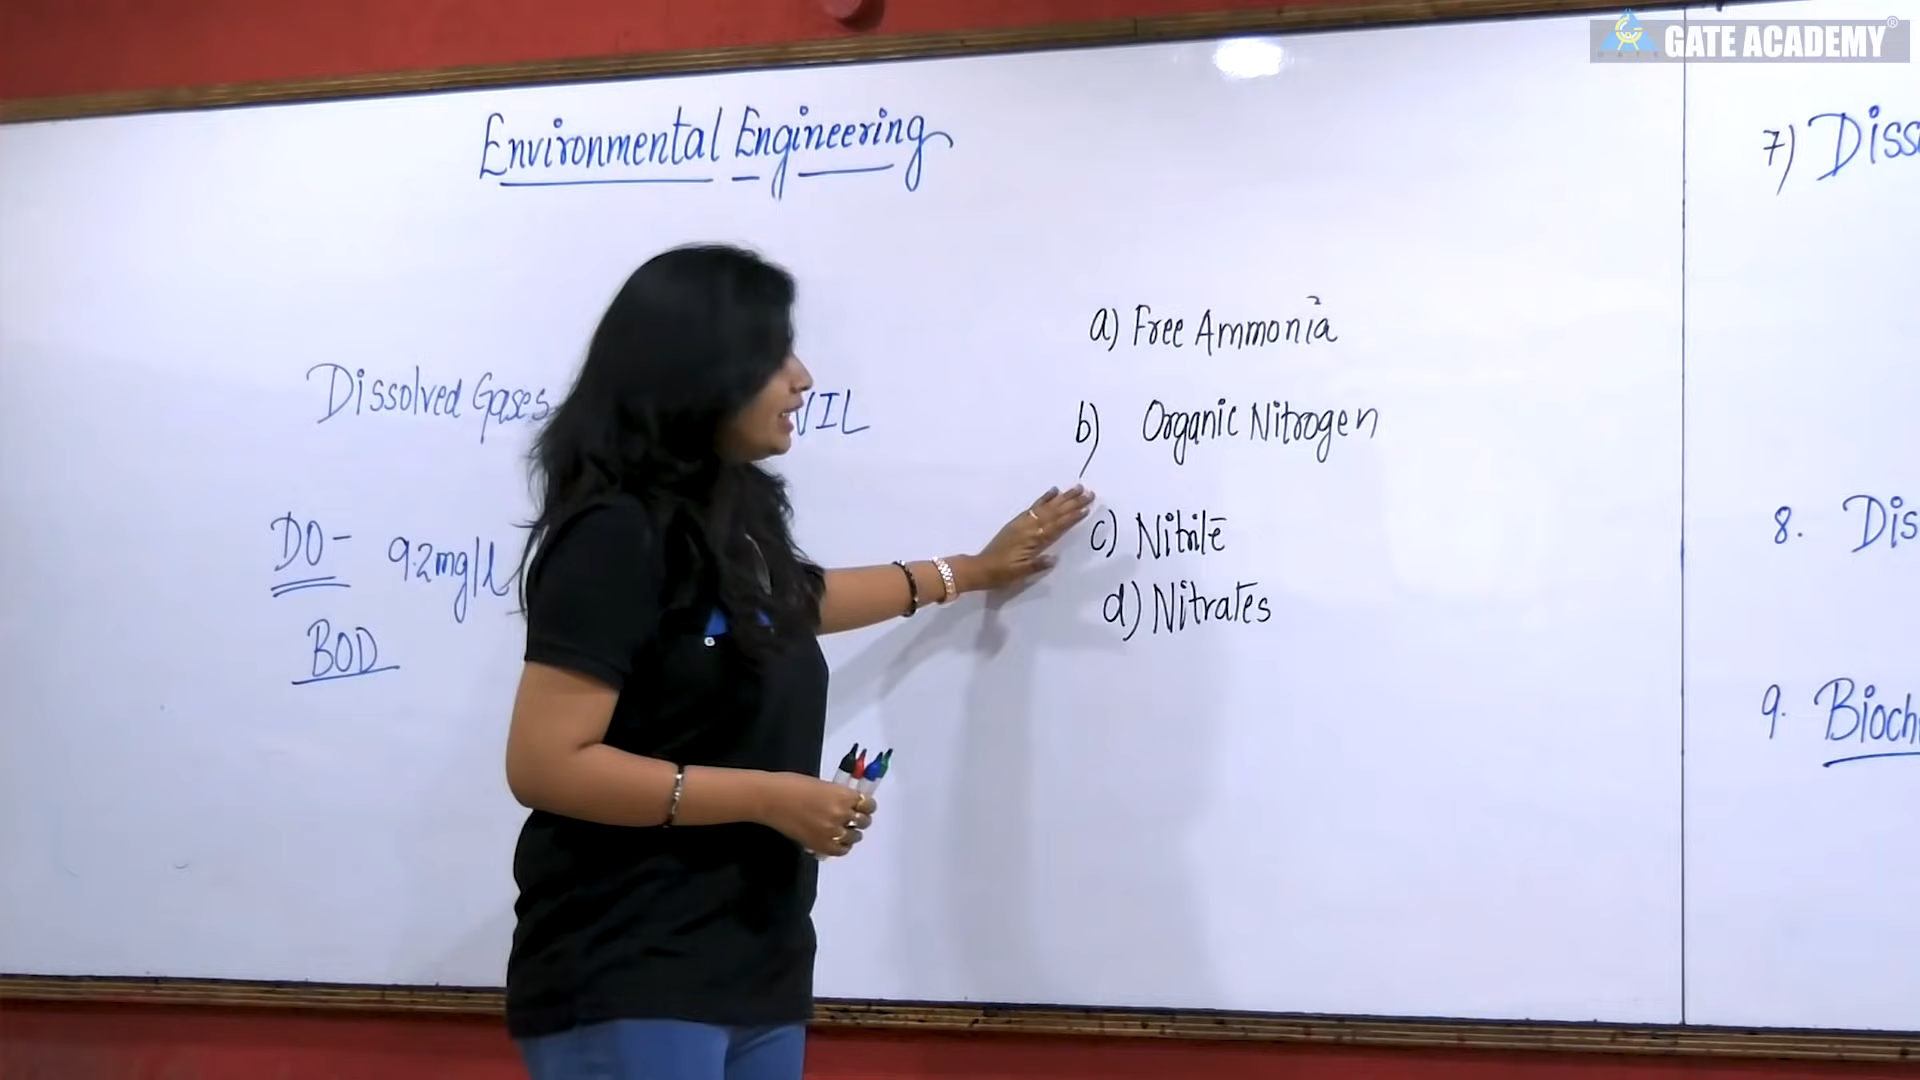 GATE ACADEMY
Environmental Engineering
Dissolved Gases
DO - 9.2mg/l
BOD
a) Free Ammonia
b) Organic Nitrogen
c) Nitrite
d) Nitrates
7) Diss
8. Dis
9. Bioch